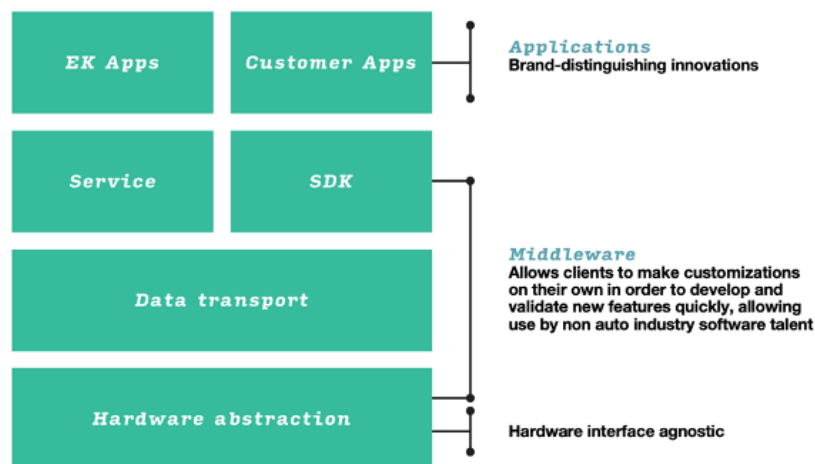 EK Apps
Customer Apps
Applications
Brand-distinguishing innovations
Service
SDK
Middleware
Allows clients to make customizations
on their own in order to develop and
validate new features quickly, allowing
use by non auto industry software talent
Data transport
Hardware abstraction
Hardware interface agnostic